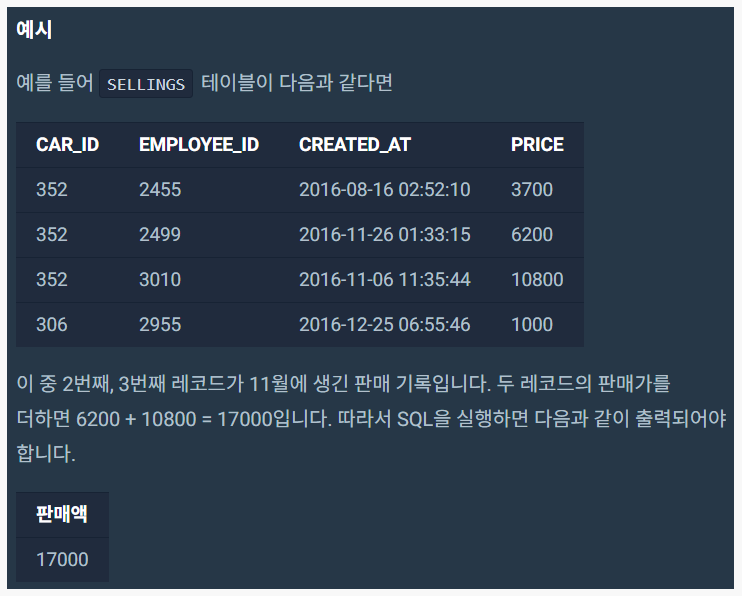 예시
예를 들어 SELLINGS 테이블이 다음과 같다면
CAR_ID EMPLOYEE_ID CREATED_AT PRICE
352 2455 2016-08-16 02:52:10 3700
352 2499 2016-11-26 01:33:15 6200
352 3010 2016-11-06 11:35:44 10800
306 2955 2016-12-25 06:55:46 1000
이 중 2번째, 3번째 레코드가 11월에 생긴 판매 기록입니다. 두 레코드의 판매가를
더하면 6200 + 10800 = 17000입니다. 따라서 SQL을 실행하면 다음과 같이 출력되어야
합니다.
판매액
17000